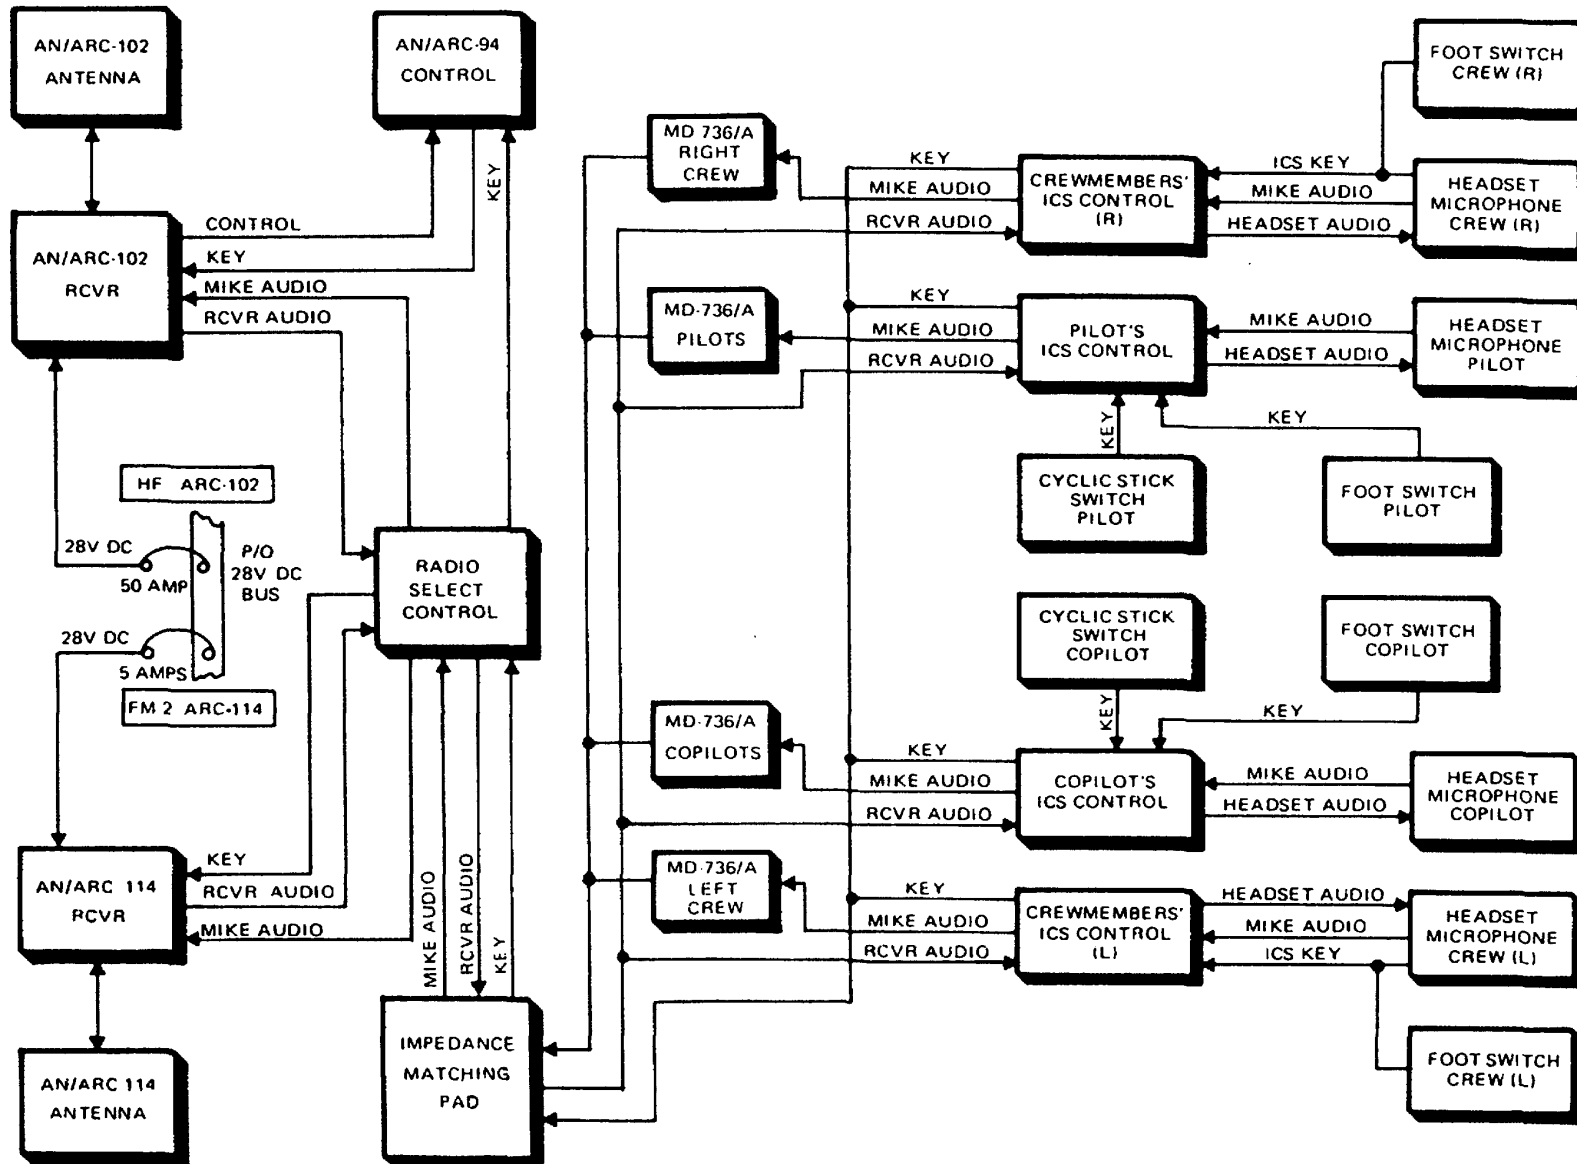 AN/ARC-102
ANTENNA
AN/ARC-94
CONTROL
FOOT SWITCH
CREW (R)
MD 736/A
RIGHT
CREW
KEY
KEY
MIKE AUDIO
RCVR AUDIO
CREWMEMBERS'
ICS CONTROL
(R)
ICS KEY
MIKE AUDIO
HEADSET AUDIO
HEADSET
MICROPHONE
CREW (R)
AN/ARC-102
RCVR
CONTROL
KEY
MIKE AUDIO
RCVR AUDIO
MD-736/A
PILOTS
KEY
MIKE AUDIO
RCVR AUDIO
PILOT'S
ICS CONTROL
MIKE AUDIO
HEADSET AUDIO
HEADSET
MICROPHONE
PILOT
KEY
KEY
CYCLIC STICK
SWITCH
PILOT
FOOT SWITCH
PILOT
HF ARC-102
28V DC
50 AMP
P/O
28V DC
BUS
28V DC
5 AMPS
FM 2 ARC-114
RADIO
SELECT
CONTROL
CYCLIC STICK
SWITCH
COPILOT
FOOT SWITCH
COPILOT
KEY
KEY
MD-736/A
COPILOTS
KEY
MIKE AUDIO
RCVR AUDIO
COPILOT'S
ICS CONTROL
MIKE AUDIO
HEADSET AUDIO
HEADSET
MICROPHONE
COPILOT
AN/ARC 114
RCVR
KEY
RCVR AUDIO
MIKE AUDIO
MIKE AUDIO
RCVR AUDIO
KEY
MD-736/A
LEFT
CREW
KEY
MIKE AUDIO
RCVR AUDIO
CREWMEMBERS'
ICS CONTROL
(L)
HEADSET AUDIO
MIKE AUDIO
ICS KEY
HEADSET
MICROPHONE
CREW (L)
AN/ARC 114
ANTENNA
IMPEDANCE
MATCHING
PAD
FOOT SWITCH
CREW (L)